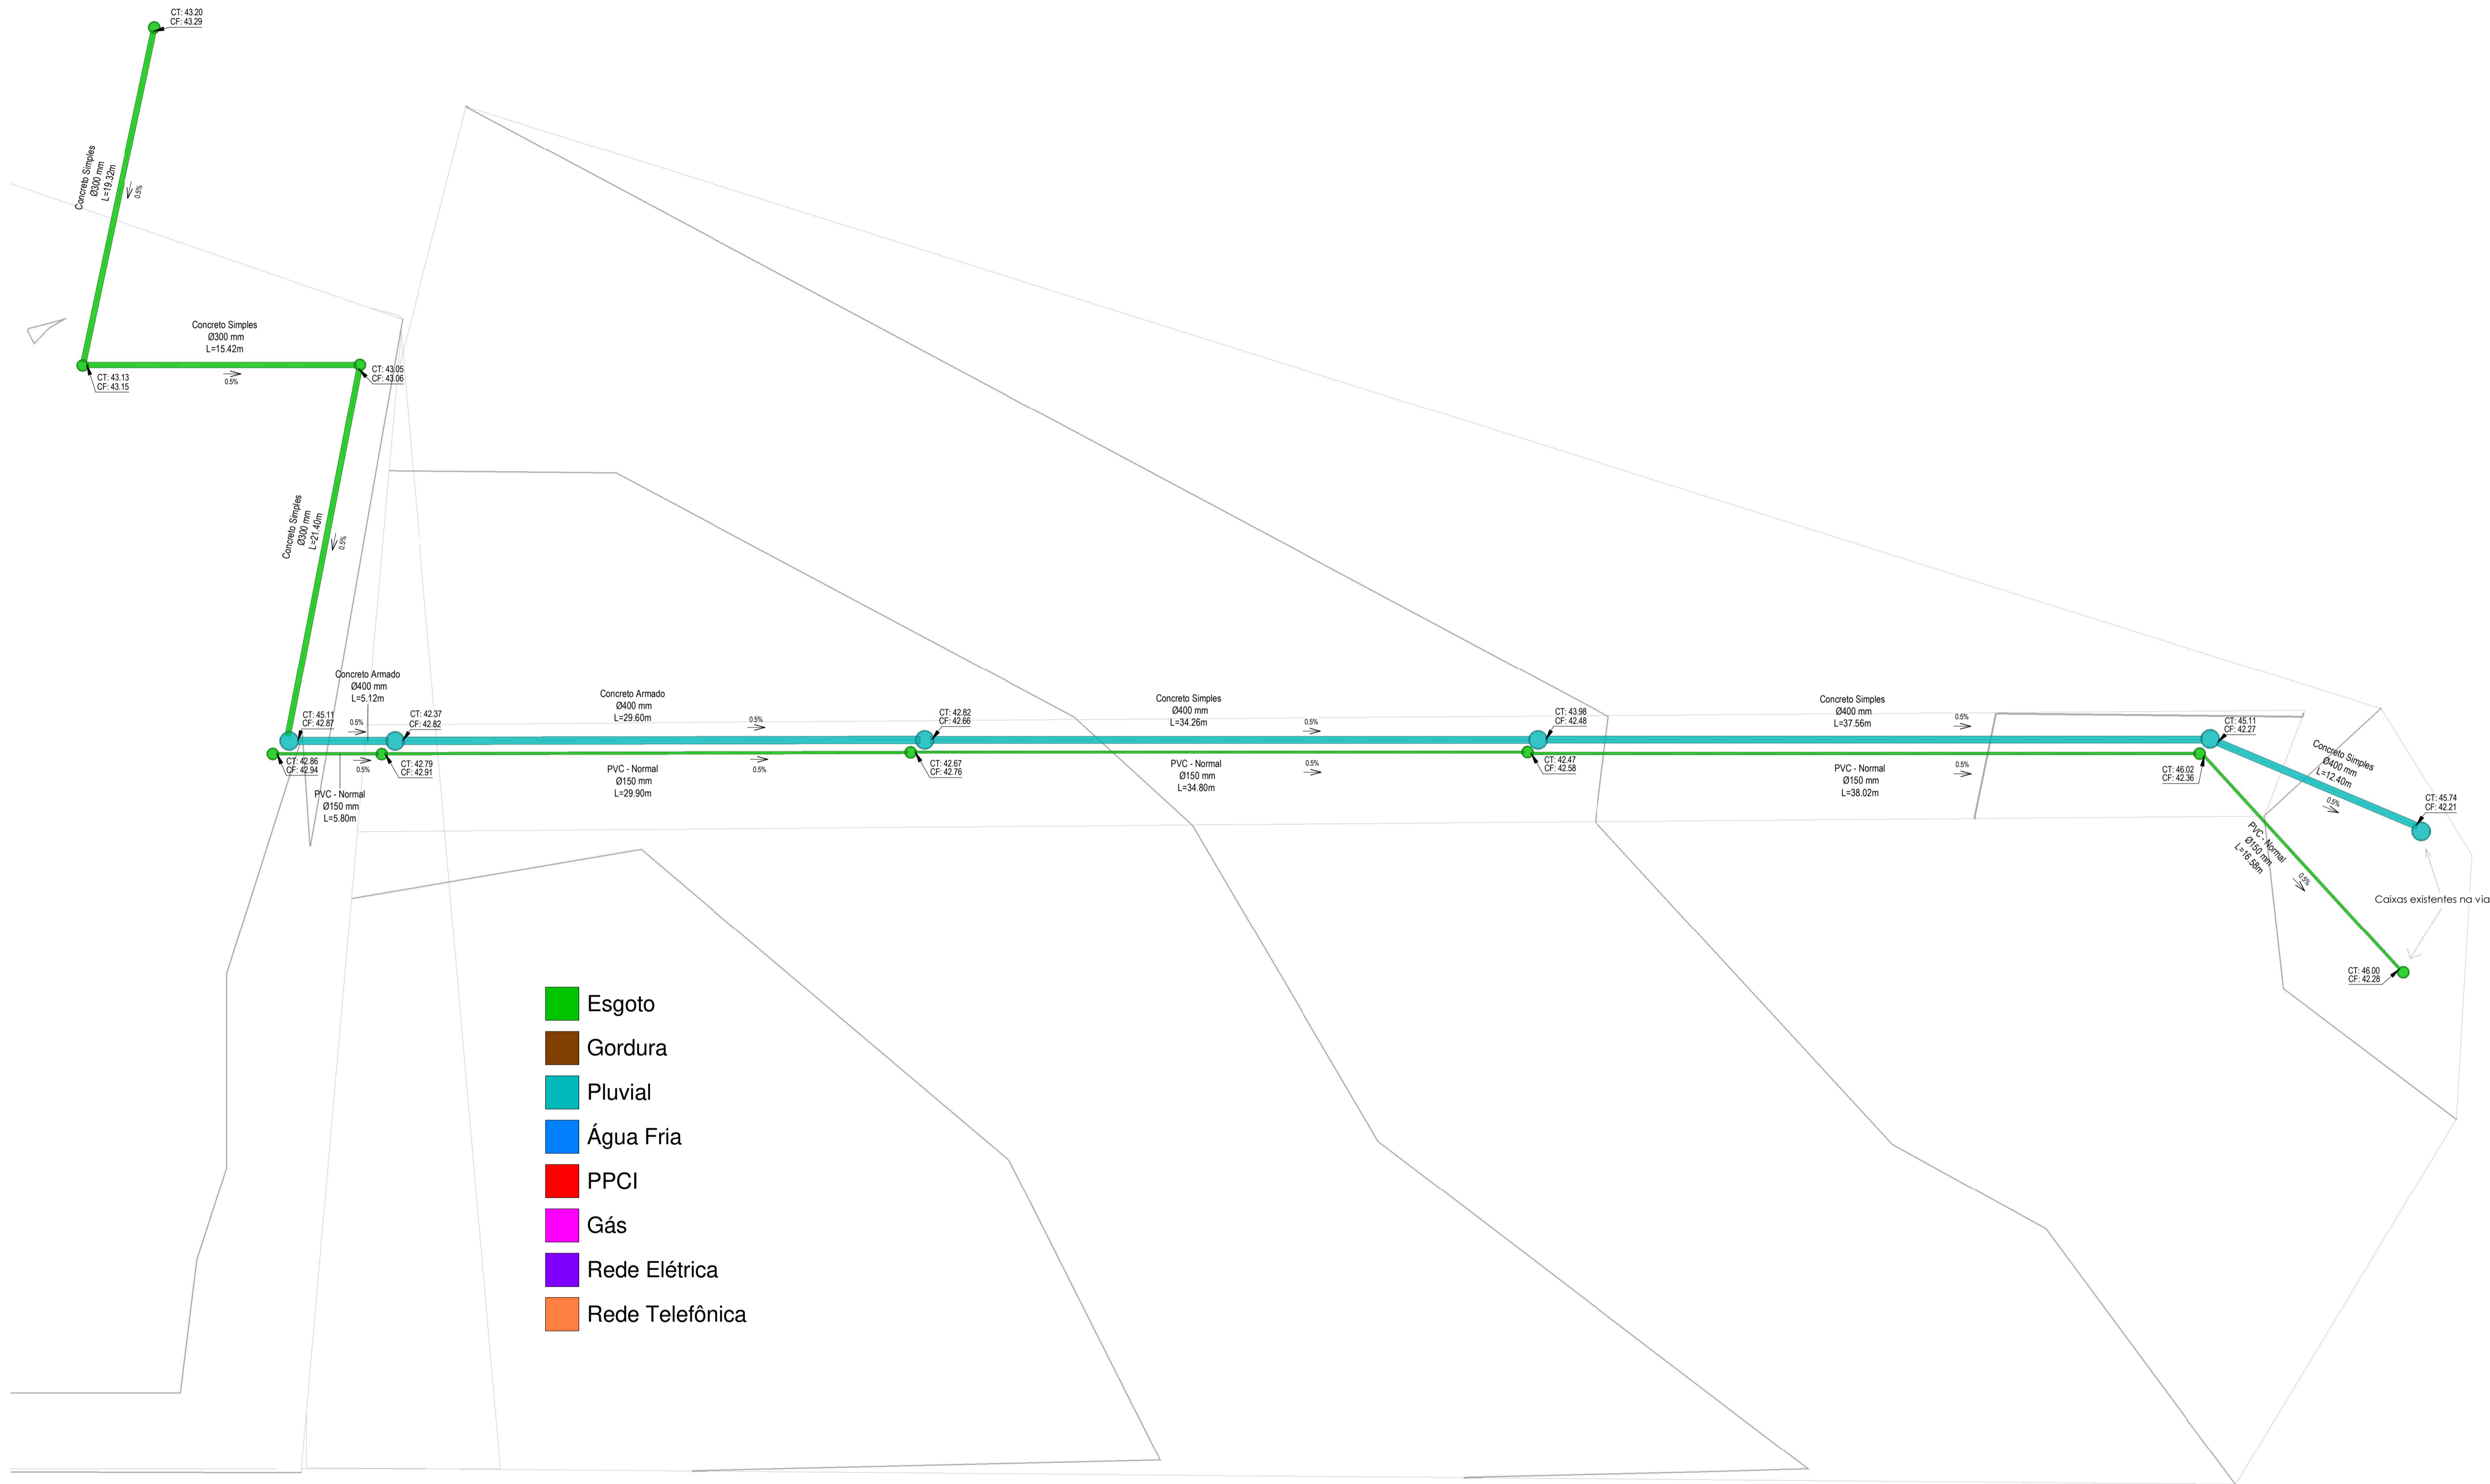 CT: 43.20
CF: 43.29
Concreto Simples
Ø300 mm
L=19.32m
0.5%
Concreto Simples
Ø300 mm
L=15.42m
0.5%
CT: 43.13
CF: 43.15
CT: 43.05
CF: 43.06
Concreto Simples
Ø300 mm
L=21.40m
0.5%
Concreto Armado
Ø400 mm
L=5.12m
CT: 45.11
CF: 42.87
0.5%
CT: 42.37
CF: 42.82
Concreto Armado
Ø400 mm
L=29.60m
0.5%
CT: 42.82
CF: 42.66
Concreto Simples
Ø400 mm
L=34.26m
0.5%
CT: 43.98
CF: 42.48
Concreto Simples
Ø400 mm
L=37.56m
0.5%
CT: 45.11
CF: 42.27
Concreto Simples
Ø400 mm
L=12.40m
0.5%
CT: 45.74
CF: 42.21
CT: 42.86
CF: 42.94
0.5%
PVC - Normal
Ø150 mm
L=5.80m
CT: 42.79
CF: 42.91
PVC - Normal
Ø150 mm
L=29.90m
0.5%
CT: 42.67
CF: 42.76
PVC - Normal
Ø150 mm
L=34.80m
0.5%
CT: 42.47
CF: 42.58
PVC - Normal
Ø150 mm
L=38.02m
0.5%
CT: 46.02
CF: 42.36
PVC - Normal
Ø150 mm
L=16.58m
0.5%
Caixas existentes na via
CT: 46.00
CF: 42.28
Esgoto
Gordura
Pluvial
Água Fria
PPCI
Gás
Rede Elétrica
Rede Telefônica